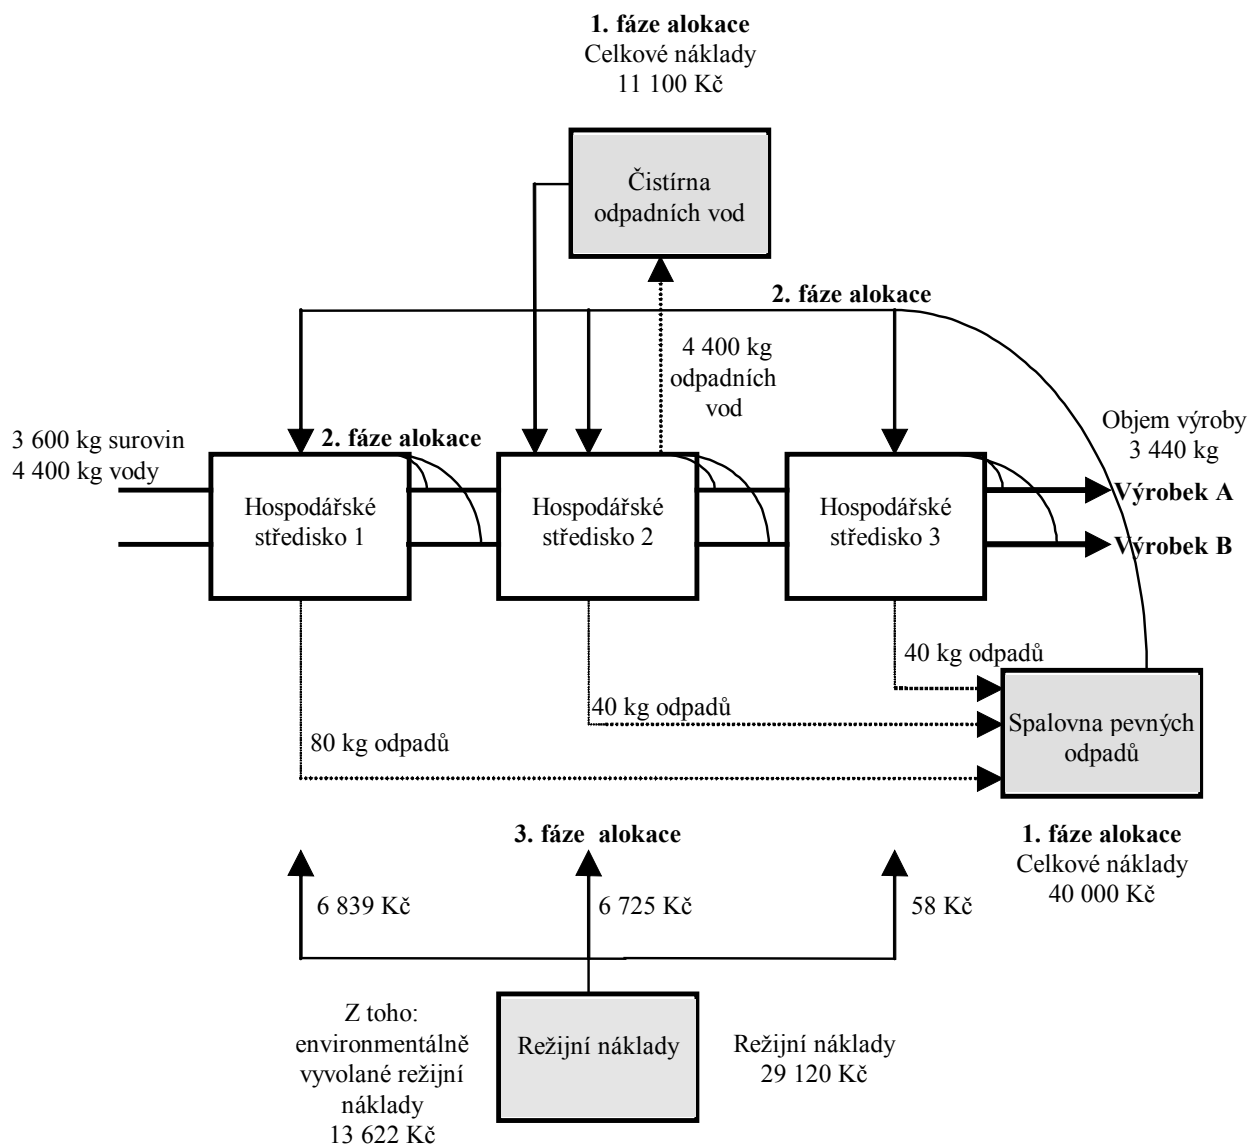 1. fáze alokace
Celkové náklady
11 100 Kč
Čistírna
odpadních vod
2. fáze alokace
4 400 kg
odpadních
vod
3 600 kg surovin
4 400 kg vody
2. fáze alokace
Objem výroby
3 440 kg
Hospodářské
středisko 1
Hospodářské
středisko 2
Hospodářské
středisko 3
Výrobek A
Výrobek B
40 kg odpadů
40 kg odpadů
80 kg odpadů
Spalovna pevných
odpadů
3. fáze  alokace
1. fáze alokace
Celkové náklady
40 000 Kč
6 839 Kč
6 725 Kč
58 Kč
Z toho:
environmentálně
vyvolané režijní
náklady
13 622 Kč
Režijní náklady
Režijní náklady
29 120 Kč